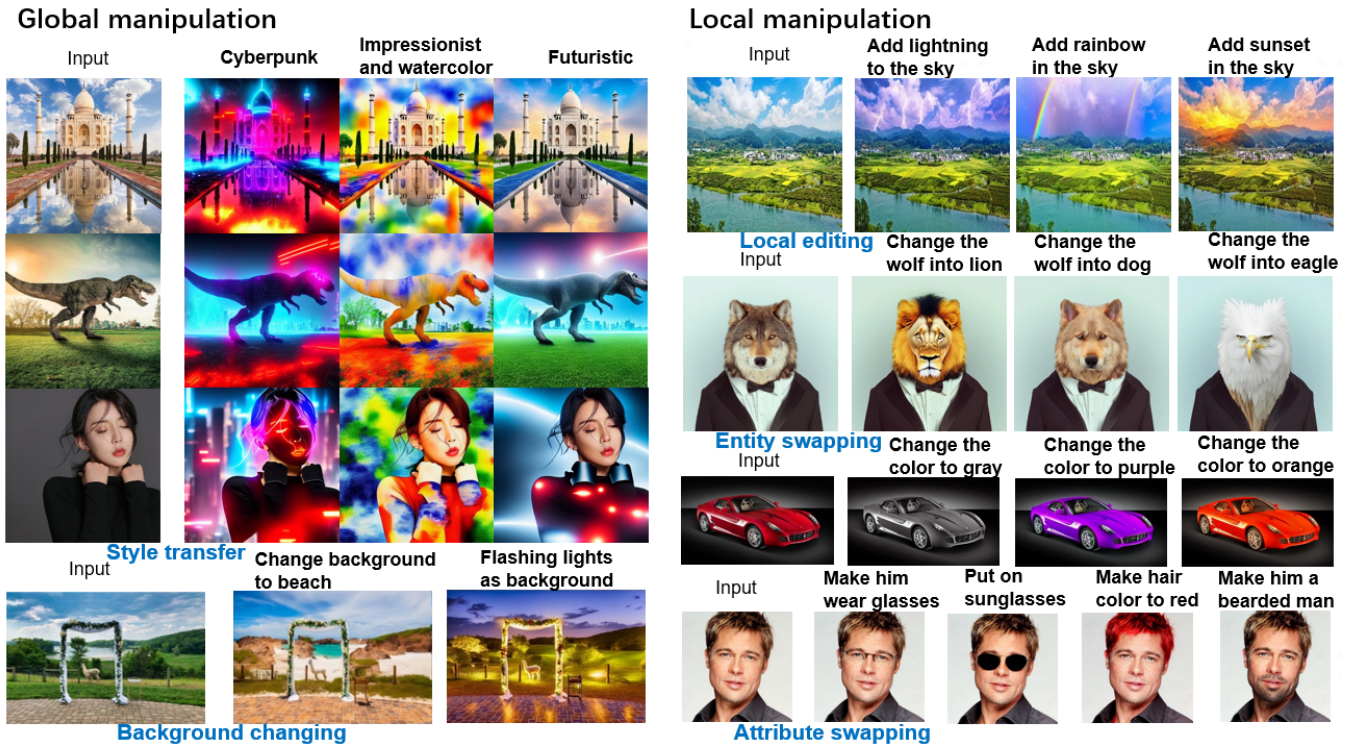 Global manipulation
Input
Cyberpunk
Impressionist
and watercolor
Futuristic
Style transfer
Input
Change background
to beach
Flashing lights
as background
Background changing
Local manipulation
Input
Add lightning
to the sky
Add rainbow
in the sky
Add sunset
in the sky
Local editing
Input
Change the
wolf into lion
Change the
wolf into dog
Change the
wolf into eagle
Entity swapping
Input
Change the
color to gray
Change the
color to purple
Change the
color to orange
Input
Make him
wear glasses
Put on
sunglasses
Make hair
color to red
Make him a
bearded man
Attribute swapping